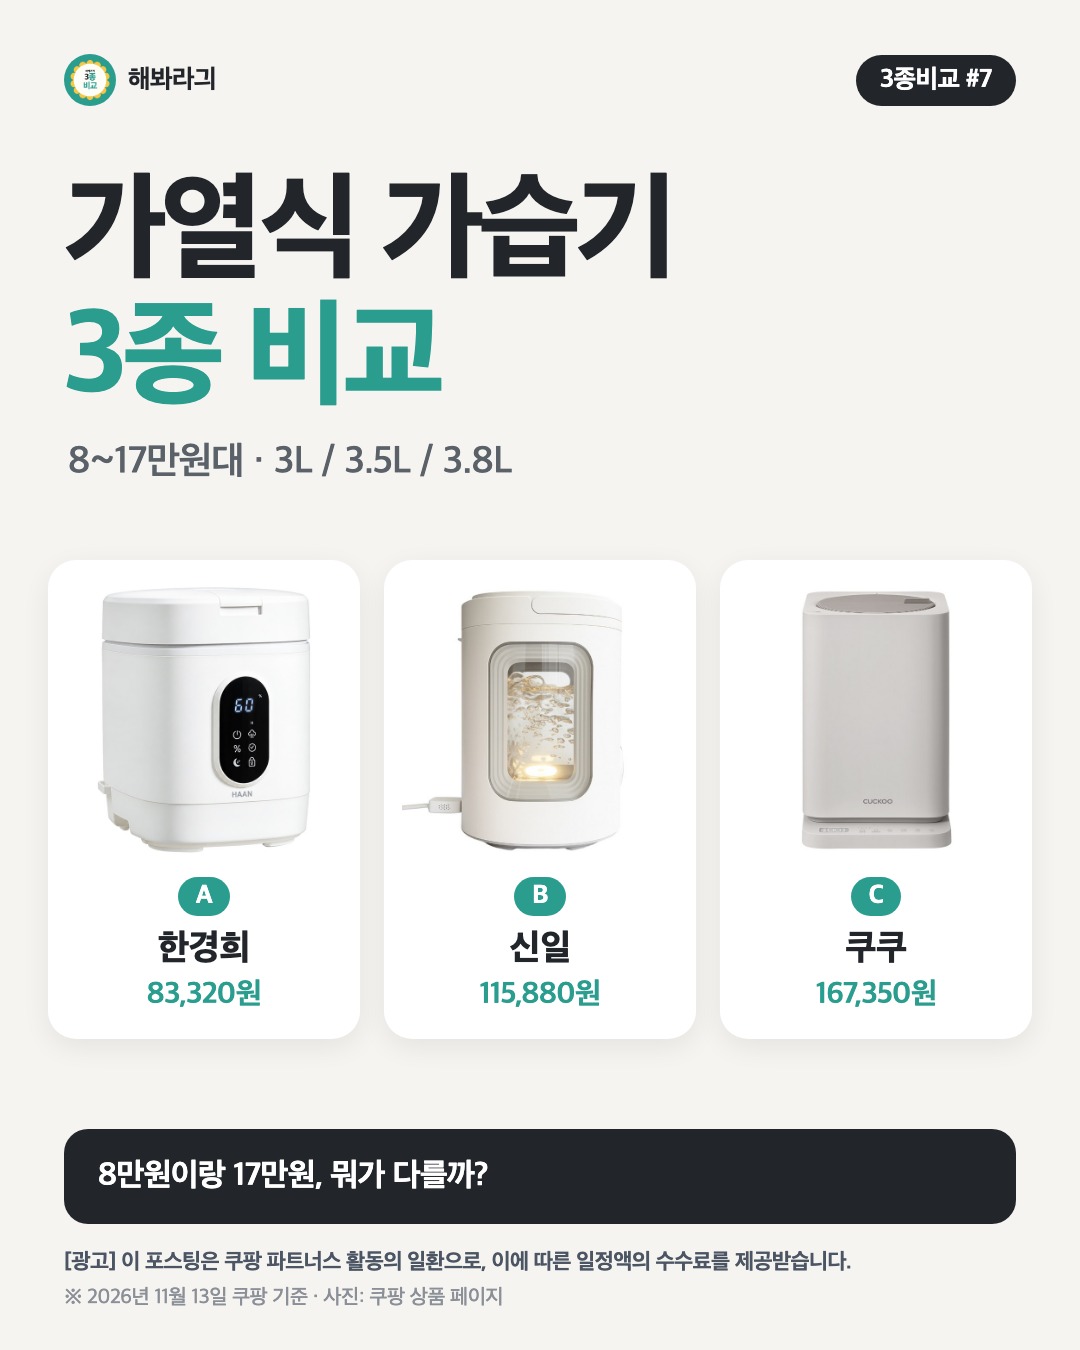 3종
비교
해봐라긔
3종비교 #7
가열식 가습기
3종 비교
8~17만원대 · 3L / 3.5L / 3.8L
60
%
HAAN
CUCKOO
A
한경희
83,320원
B
신일
115,880원
C
쿠쿠
167,350원
8만원이랑 17만원, 뭐가 다를까?
[광고] 이 포스팅은 쿠팡 파트너스 활동의 일환으로, 이에 따른 일정액의 수수료를 제공받습니다.
※ 2026년 11월 13일 쿠팡 기준 · 사진: 쿠팡 상품 페이지